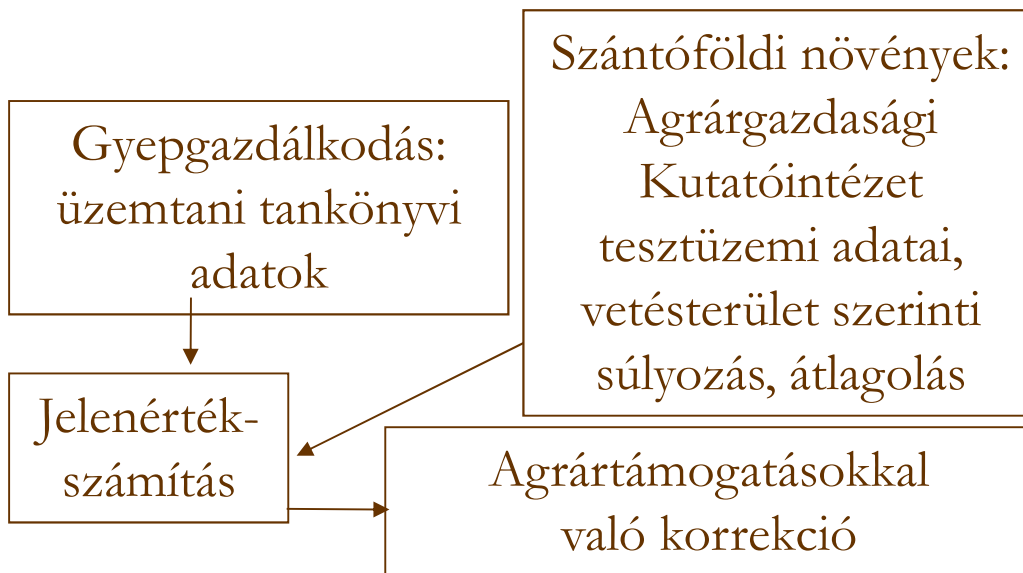 Gyepgazdálkodás:
üzemtani tankönyvi
adatok
Szántóföldi növények:
Agrárgazdasági
Kutatóintézet
tesztüzemi adatai,
vetésterület szerinti
súlyozás, átlagolás
Jelenérték-
számítás
Agrártámogatásokkal
való korrekció